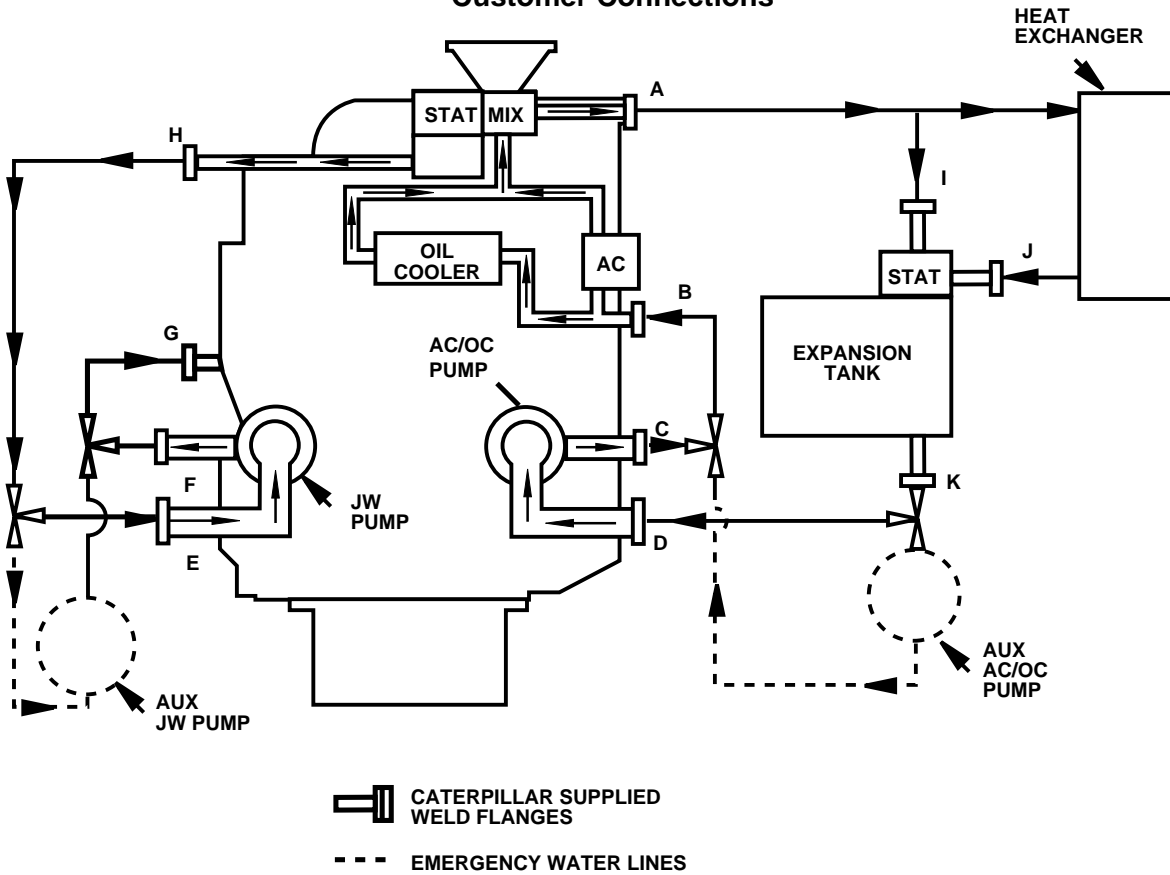 Customer Connections
HEAT
EXCHANGER
A
STAT MIX
H
I
OIL
COOLER
AC
J
STAT
B
G
AC/OC
PUMP
EXPANSION
TANK
C
F
JW
PUMP
K
E
D
AUX
JW PUMP
AUX
AC/OC
PUMP
CATERPILLAR SUPPLIED
WELD FLANGES
EMERGENCY WATER LINES